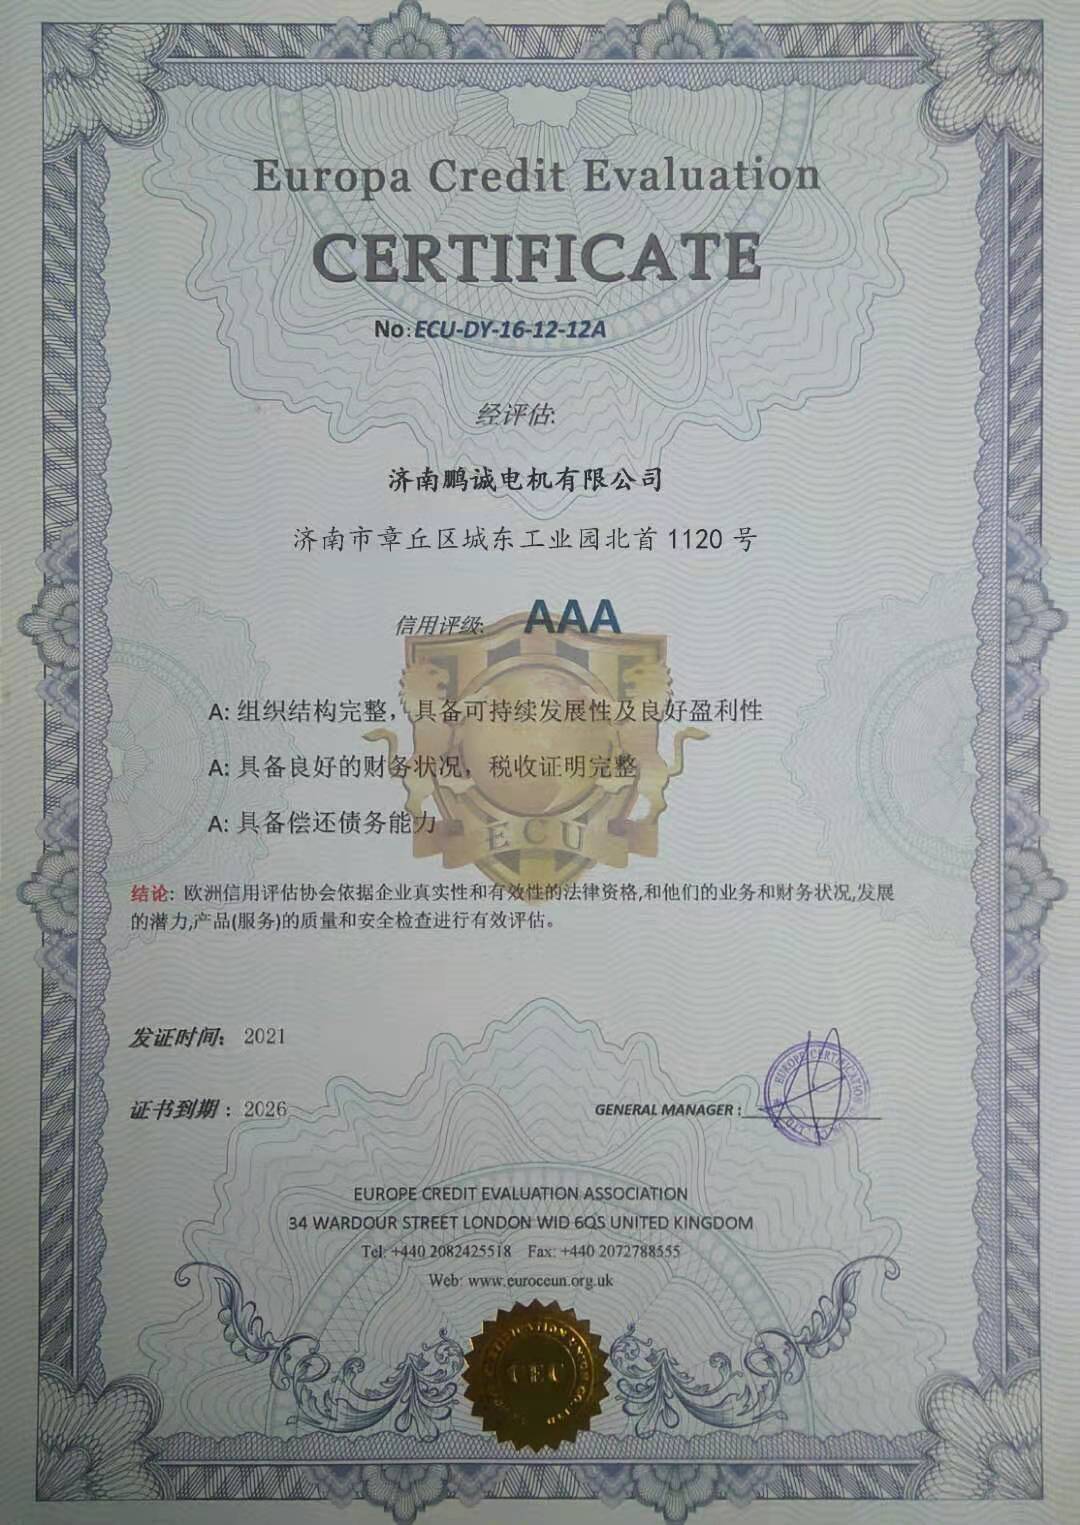 Europa Credit Evaluation
CERTIFICATE
No:ECU-DY-16-12-12A
经评估:
济南鹏诚电机有限公司
济南市章丘区城东工业园北首 1120 号
信用评级: AAA
A: 组织结构完整，具备可持续发展性及良好盈利性
A: 具备良好的财务状况，税收证明完整
A: 具备偿还债务能力
ECU
结论: 欧洲信用评估协会依据企业真实性和有效性的法律资格,和他们的业务和财务状况,发展
的潜力,产品(服务)的质量和安全检查进行有效评估。
发证时间: 2021
证书到期 : 2026
GENERAL MANAGER :
EUROPE CERTIFICATION
LTD
EUROPE CREDIT EVALUATION ASSOCIATION
34 WARDOUR STREET LONDON WID 6QS UNITED KINGDOM
Tel: +440 2082425518 Fax: +440 2072788555
Web: www.euroceun.org.uk
CEU